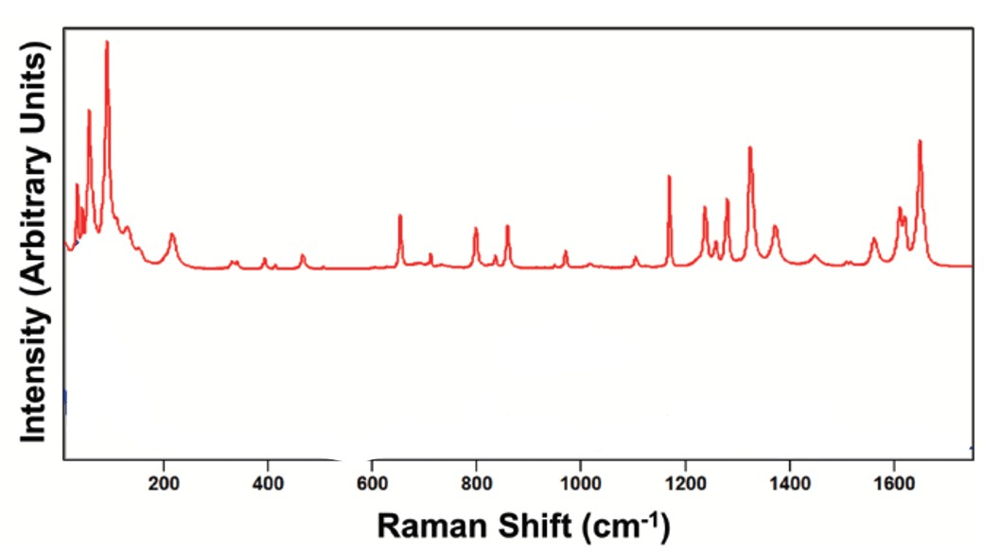 Intensity (Arbitrary Units)
200 400 600 800 1000 1200 1400 1600
Raman Shift (cm-1)